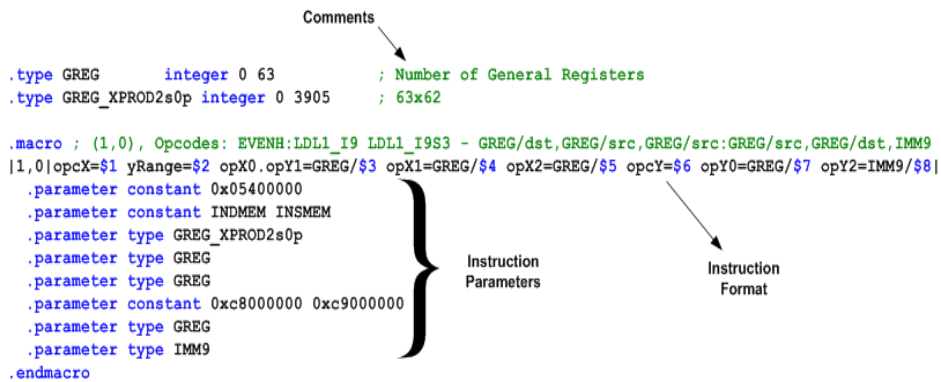 Comments
.type GREG integer 0 63 ; Number of General Registers
.type GREG_XPROD2s0p integer 0 3905 ; 63x62
.macro ; (1,0), Opcodes: EVENH:LDL1_I9 LDL1_I9S3 - GREG/dst,GREG/src,GREG/src:GREG/src,GREG/dst,IMM9
|1,0|opcX=$1 yRange=$2 opX0.opY1=GREG/$3 opX1=GREG/$4 opX2=GREG/$5 opcY=$6 opY0=GREG/$7 opY2=IMM9/$8|
.parameter constant 0x05400000
.parameter constant INDMEM INSMEM
.parameter type GREG_XPROD2s0p
.parameter type GREG
.parameter type GREG
.parameter constant 0xc8000000 0xc9000000
.parameter type GREG
.parameter type IMM9
.endmacro
Instruction
Parameters
Instruction
Format